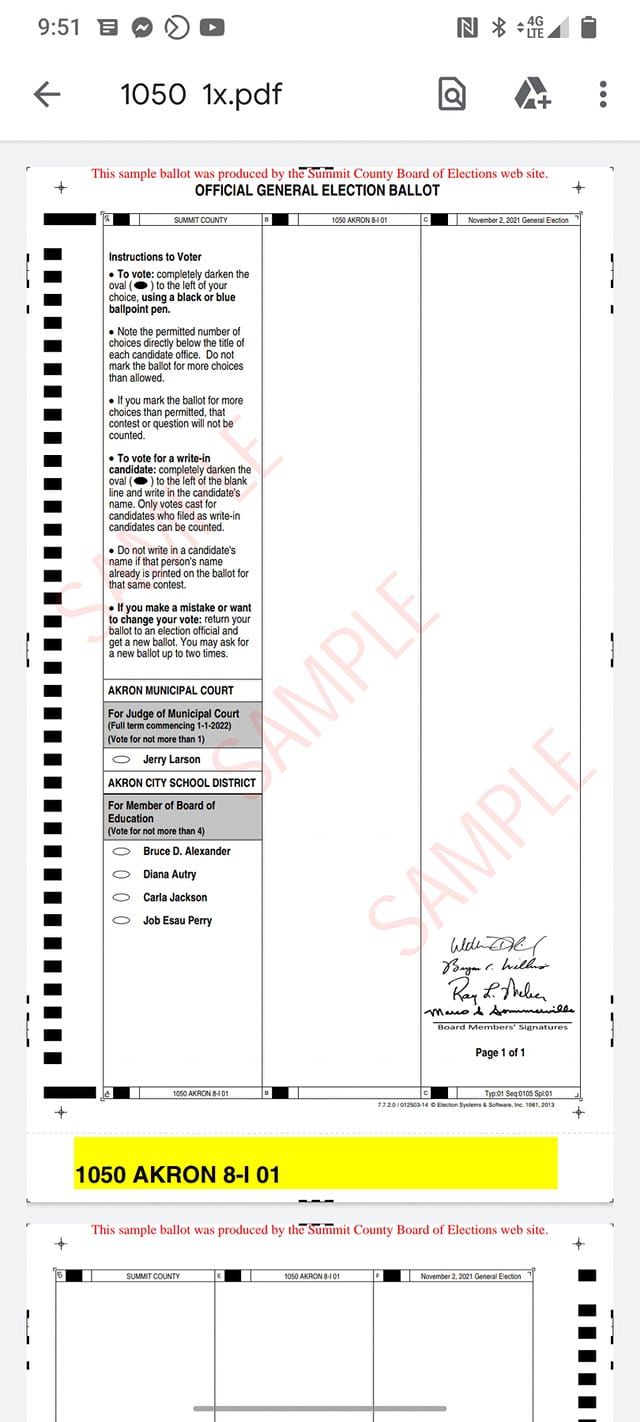 9:51
4G
LTE
1050 1x.pdf
This sample ballot was produced by the Summit County Board of Elections web site.
OFFICIAL GENERAL ELECTION BALLOT
A SUMMIT COUNTY B 1050 AKRON 8-I 01 C November 2, 2021 General Election
Instructions to Voter
• To vote: completely darken the
oval ( ) to the left of your
choice, using a black or blue
ballpoint pen.
• Note the permitted number of
choices directly below the title of
each candidate office. Do not
mark the ballot for more choices
than allowed.
• If you mark the ballot for more
choices than permitted, that
contest or question will not be
counted.
• To vote for a write-in
candidate: completely darken the
oval ( ) to the left of the blank
line and write in the candidate's
name. Only votes cast for
candidates who filed as write-in
candidates can be counted.
• Do not write in a candidate's
name if that person's name
already is printed on the ballot for
that same contest.
• If you make a mistake or want
to change your vote: return your
ballot to an election official and
get a new ballot. You may ask for
a new ballot up to two times.
AKRON MUNICIPAL COURT
For Judge of Municipal Court
(Full term commencing 1-1-2022)
(Vote for not more than 1)
Jerry Larson
AKRON CITY SCHOOL DISTRICT
For Member of Board of
Education
(Vote for not more than 4)
Bruce D. Alexander
Diana Autry
Carla Jackson
Job Esau Perry
SAMPLE
SAMPLE
SAMPLE
Ray L.
Board Members' Signatures
Page 1 of 1
1050 AKRON 8-I 01 B C Typ:01 Seq:0105 Spl:01
7.7.2.0 / 012503-14 © Election Systems & Software, Inc. 1981, 2013
1050 AKRON 8-I 01
This sample ballot was produced by the Summit County Board of Elections web site.
D SUMMIT COUNTY E 1050 AKRON 8-I 01 F November 2, 2021 General Election